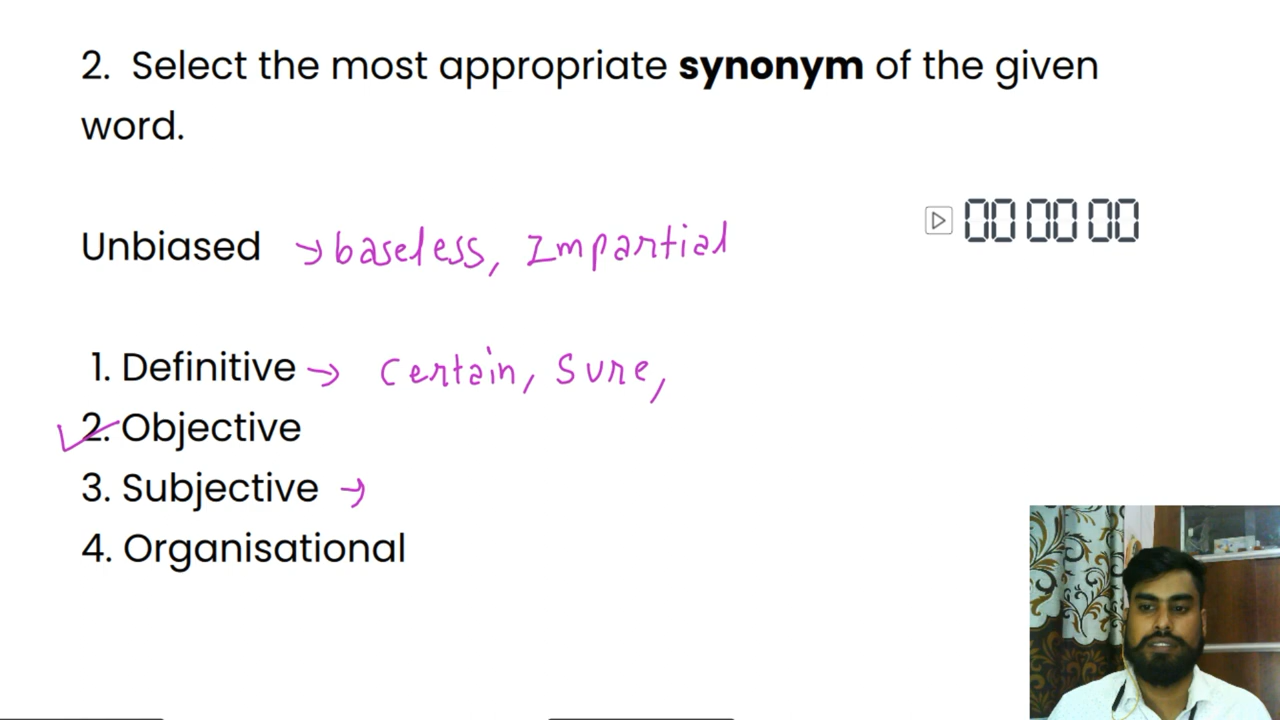 2. Select the most appropriate synonym of the given
word.
00 00 00
Unbiased → baseless, Impartial
1. Definitive → Certain, Sure,
2. Objective
3. Subjective →
4. Organisational